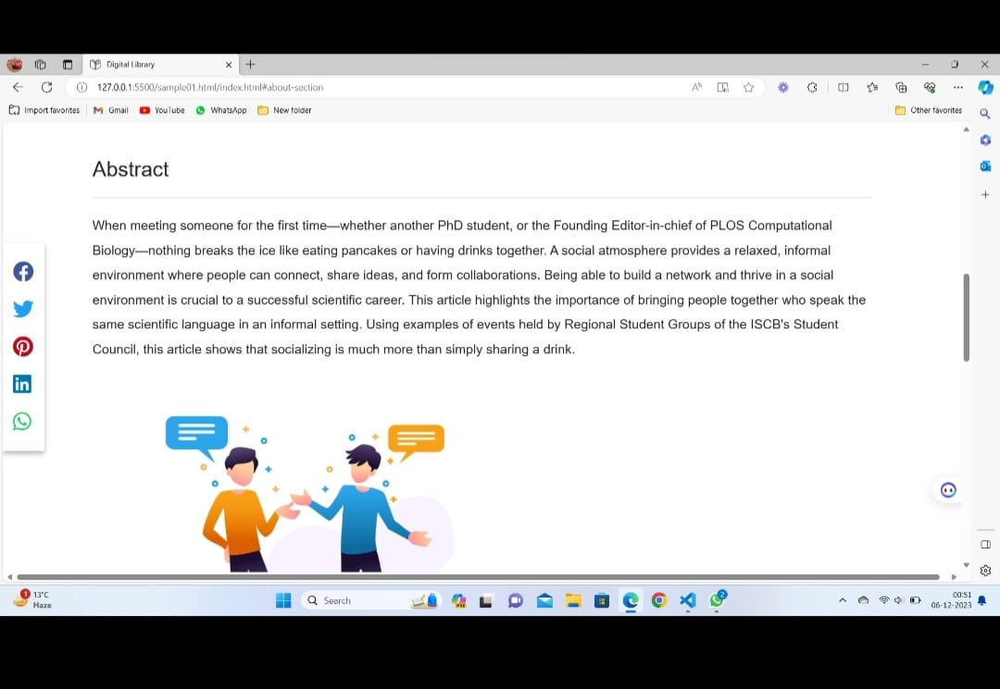 Digital Library
127.0.0.1:5500/sample01.html/index.html#about-section
Import favorites
Gmail
YouTube
WhatsApp
New folder
Other favorites
Abstract
When meeting someone for the first time—whether another PhD student, or the Founding Editor-in-chief of PLOS Computational
Biology—nothing breaks the ice like eating pancakes or having drinks together. A social atmosphere provides a relaxed, informal
environment where people can connect, share ideas, and form collaborations. Being able to build a network and thrive in a social
environment is crucial to a successful scientific career. This article highlights the importance of bringing people together who speak the
same scientific language in an informal setting. Using examples of events held by Regional Student Groups of the ISCB's Student
Council, this article shows that socializing is much more than simply sharing a drink.
in
1
13°C
Haze
Search
PRE
2
00:51
06-12-2023